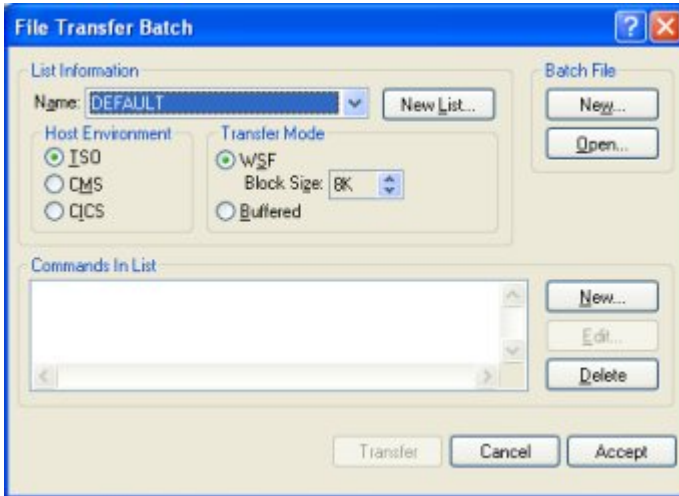 File Transfer Batch
List Information
Name: DEFAULT
New List...
Batch File
New...
Open...
Host Environment
TSO
CMS
CICS
Transfer Mode
WSF
Block Size: 8K
Buffered
Commands In List
New...
Edit...
Delete
Transfer
Cancel
Accept